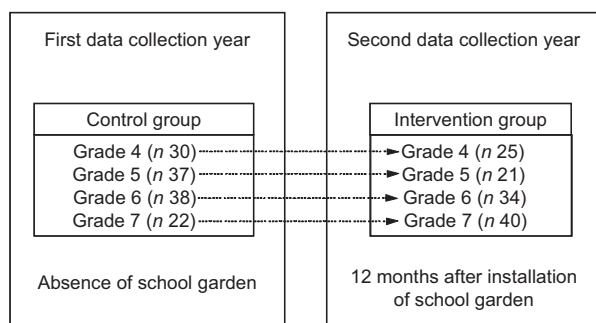 First data collection year
Control group
Grade 4 (n 30)
Grade 5 (n 37)
Grade 6 (n 38)
Grade 7 (n 22)
Absence of school garden
Second data collection year
Intervention group
Grade 4 (n 25)
Grade 5 (n 21)
Grade 6 (n 34)
Grade 7 (n 40)
12 months after installation
of school garden